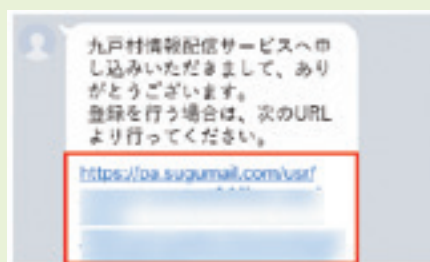 九戸村情報配信サービスへ申
し込みいただきまして、あり
がとうございます。
登録を行う場合は、次のURL
より行ってください。
https://pa.sugumail.com/usr/